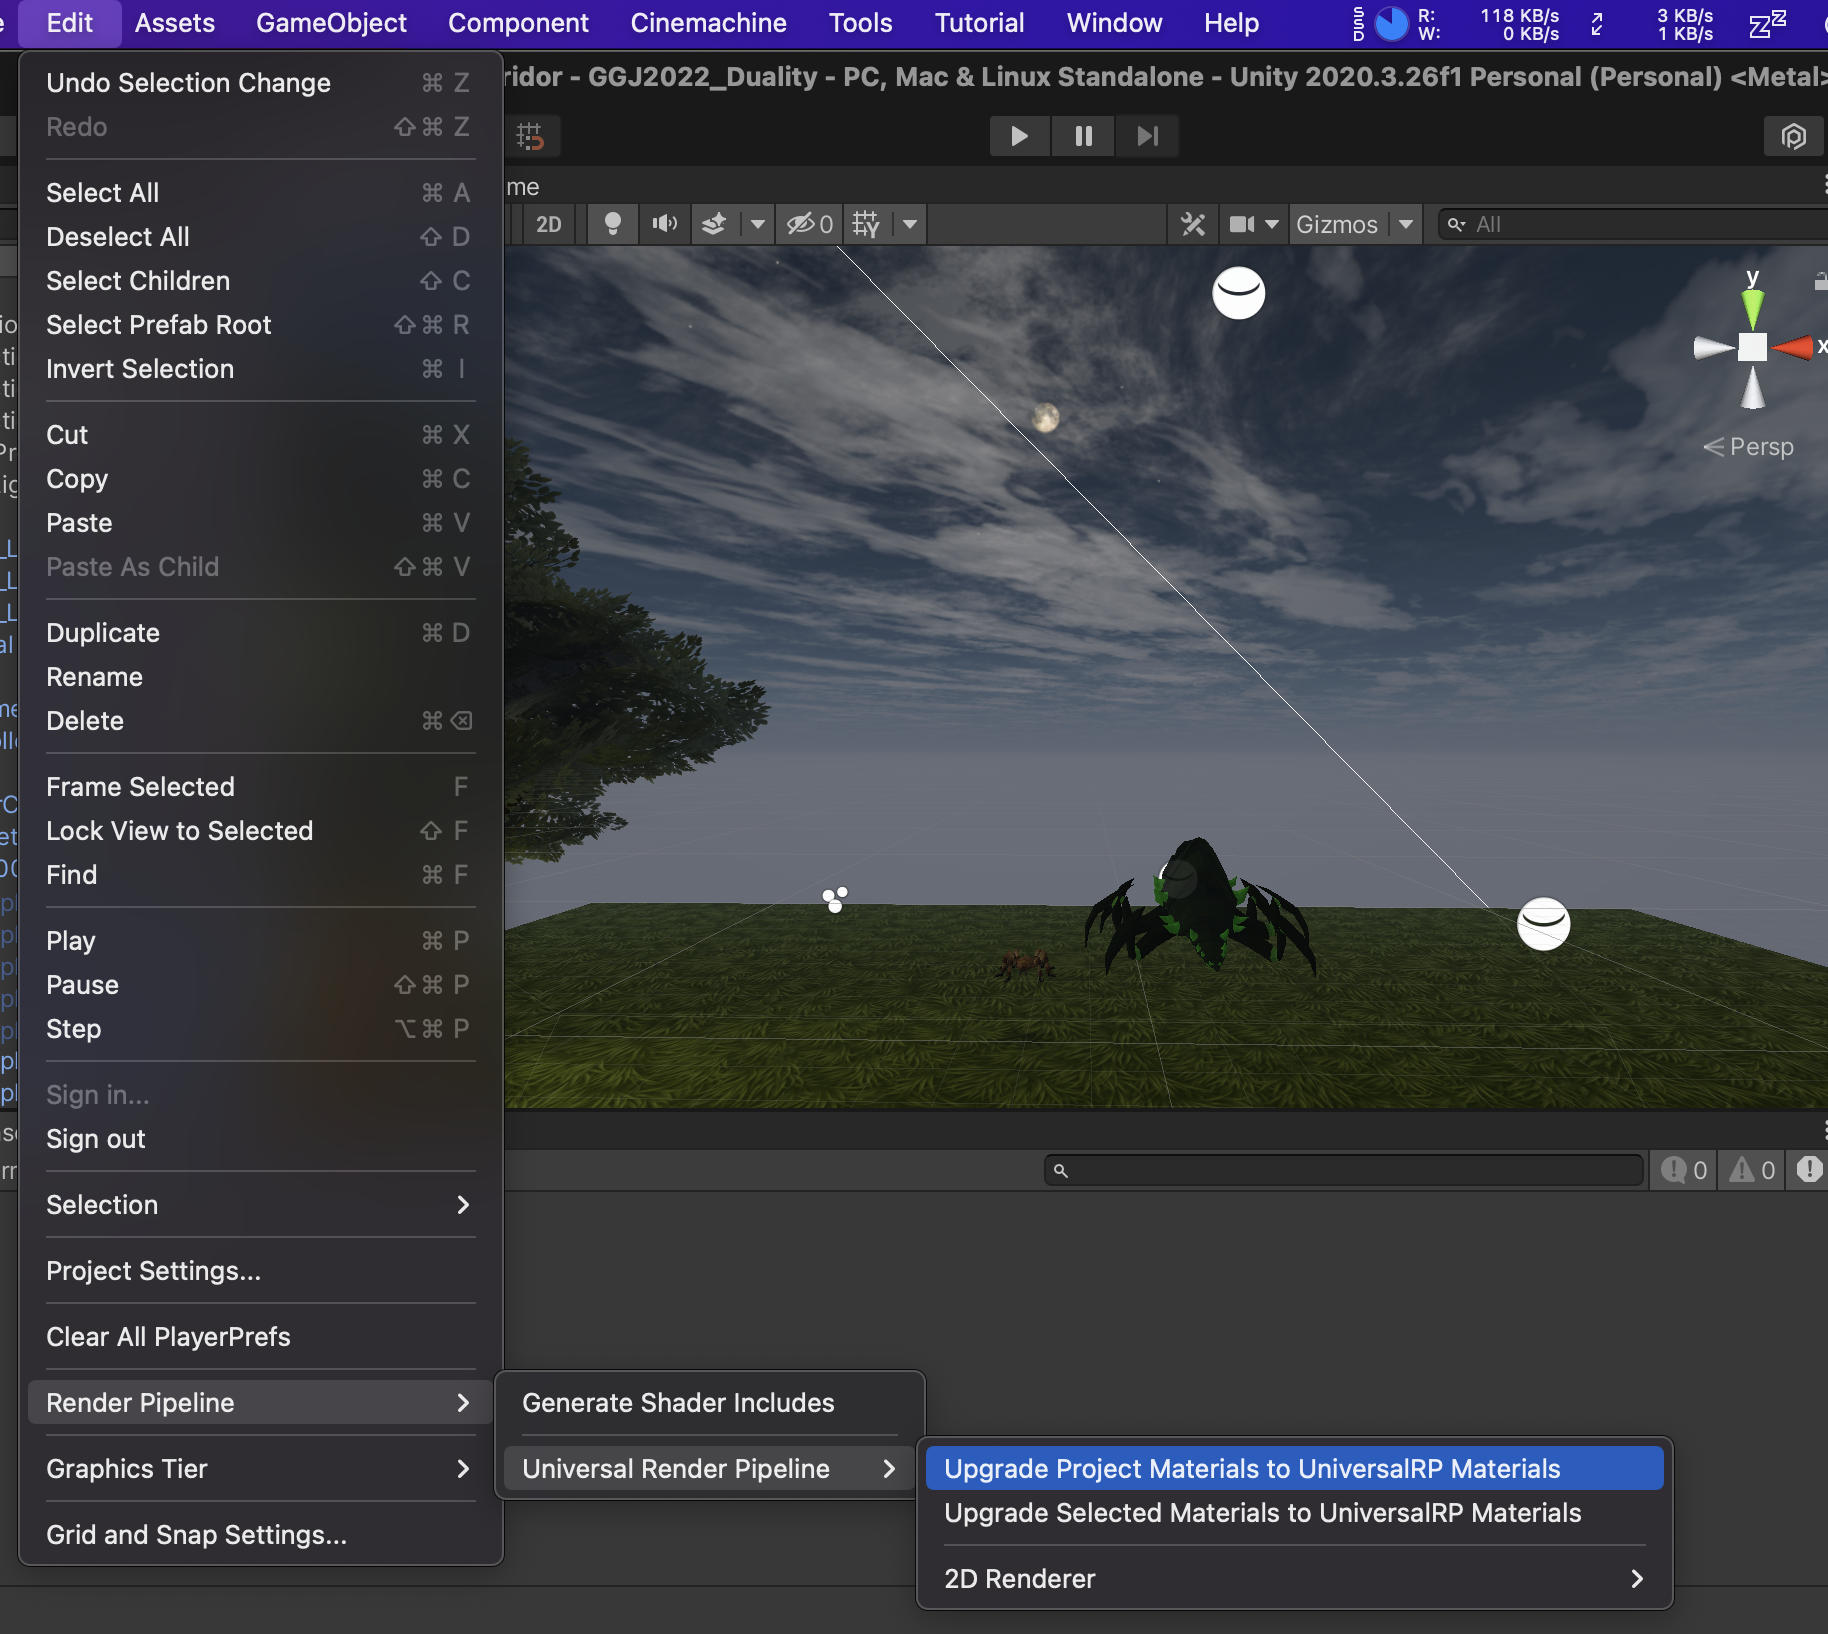 Edit Assets GameObject Component Cinemachine Tools Tutorial Window Help SSD R: W: 118 KB/s 0 KB/s 3 KB/s 1 KB/s
ridor - GGJ2022_Duality - PC, Mac & Linux Standalone - Unity 2020.3.26f1 Personal (Personal) <Metal>
Undo Selection Change ⌘ Z
Redo ⇧ ⌘ Z
Select All ⌘ A
Deselect All ⇧ D
Select Children ⇧ C
Select Prefab Root ⇧ ⌘ R
Invert Selection ⌘ I
Cut ⌘ X
Copy ⌘ C
Paste ⌘ V
Paste As Child ⇧ ⌘ V
Duplicate ⌘ D
Rename
Delete ⌘ ⌫
Frame Selected F
Lock View to Selected ⇧ F
Find ⌘ F
Play ⌘ P
Pause ⇧ ⌘ P
Step ⌥ ⌘ P
Sign in...
Sign out
Selection
Project Settings...
Clear All PlayerPrefs
Render Pipeline
Graphics Tier
Grid and Snap Settings...
Generate Shader Includes
Universal Render Pipeline
Upgrade Project Materials to UniversalRP Materials
Upgrade Selected Materials to UniversalRP Materials
2D Renderer
me
2D 0 Gizmos All
y
x
Persp
0 0